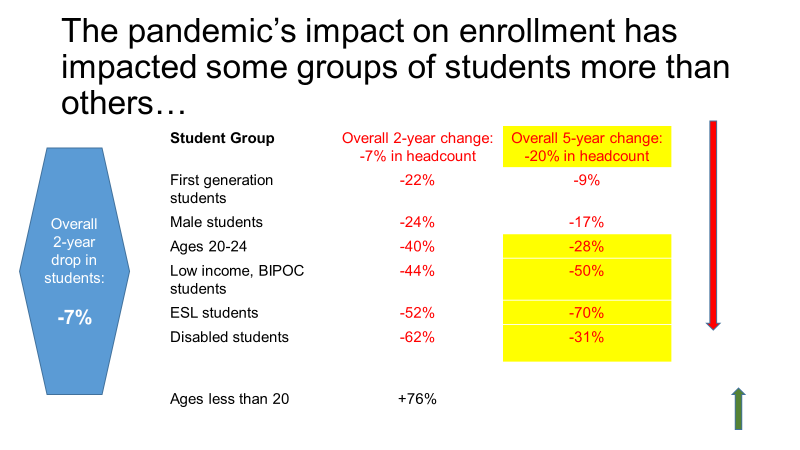 The pandemic’s impact on enrollment has
impacted some groups of students more than
others…
Overall
2-year
drop in
students:
-7%
Student Group
Overall 2-year change:
-7% in headcount
Overall 5-year change:
-20% in headcount
First generation
students
-22%
-9%
Male students
-24%
-17%
Ages 20-24
-40%
-28%
Low income, BIPOC
students
-44%
-50%
ESL students
-52%
-70%
Disabled students
-62%
-31%
Ages less than 20
+76%